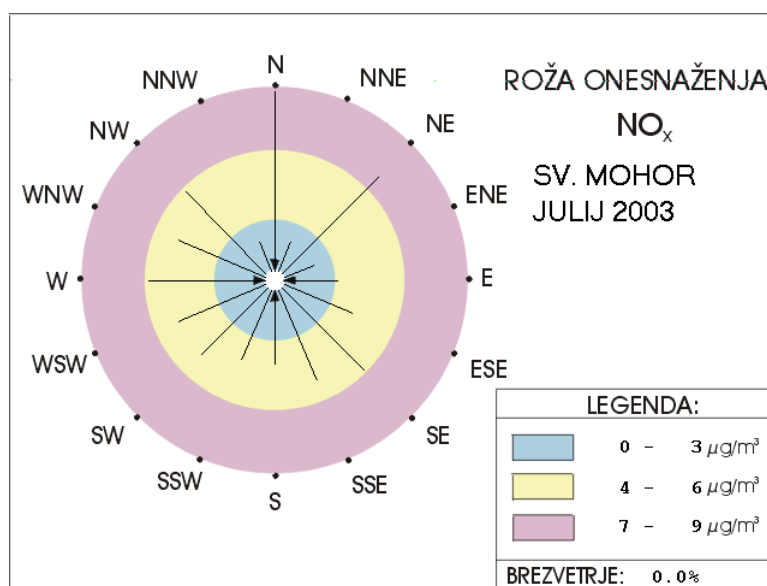 ROŽA ONESNAŽENJA
NOx
SV. MOHOR
JULIJ 2003
N
NNE
NE
ENE
E
ESE
SE
SSE
S
SSW
SW
WSW
W
WNW
NW
NNW
LEGENDA:
0 - 3 µg/m³
4 - 6 µg/m³
7 - 9 µg/m³
BREZVETRJE: 0.0%